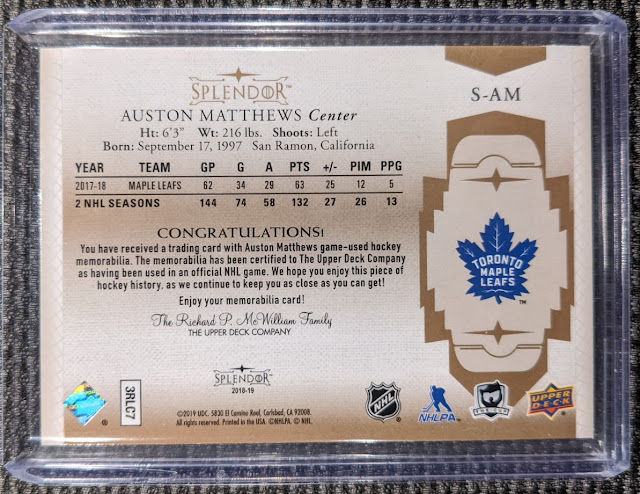 SPLENDOR™
S-AM
AUSTON MATTHEWS Center
Ht: 6'3" Wt: 216 lbs. Shoots: Left
Born: September 17, 1997 San Ramon, California
YEAR TEAM GP G A PTS +/- PIM PPG
2017-18 MAPLE LEAFS 62 34 29 63 25 12 5
2 NHL SEASONS 144 74 58 132 27 26 13
CONGRATULATIONS!
You have received a trading card with Auston Matthews game-used hockey
memorabilia. The memorabilia has been certified to The Upper Deck Company
as having been used in an official NHL game. We hope you enjoy this piece of
hockey history, as we continue to keep you as close as you can get!
Enjoy your memorabilia card!
The Richard P. McWilliam Family
THE UPPER DECK COMPANY
TORONTO
MAPLE
LEAFS
™
SPLENDOR™
2018-19
3RLC7
®
©2019 UDC. 5830 El Camino Real, Carlsbad, CA 92008.
All rights reserved. Printed in the USA. ©NHLPA. © NHL.
NHL
®
NHLPA
THE CUP
UPPER
DECK